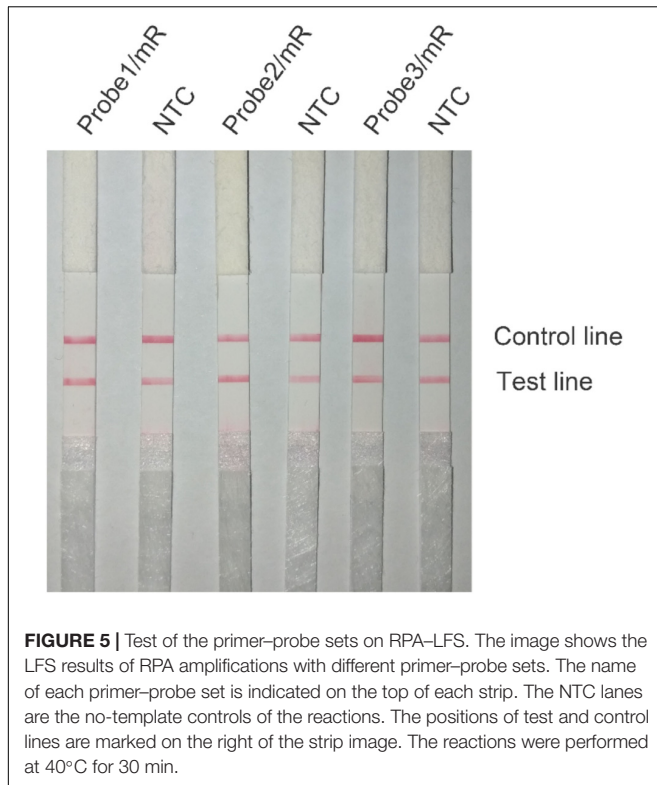 Probe1/mR NTC Probe2/mR NTC Probe3/mR NTC
Control line
Test line
FIGURE 5 | Test of the primer–probe sets on RPA–LFS. The image shows the
LFS results of RPA amplifications with different primer–probe sets. The name
of each primer–probe set is indicated on the top of each strip. The NTC lanes
are the no-template controls of the reactions. The positions of test and control
lines are marked on the right of the strip image. The reactions were performed
at 40°C for 30 min.